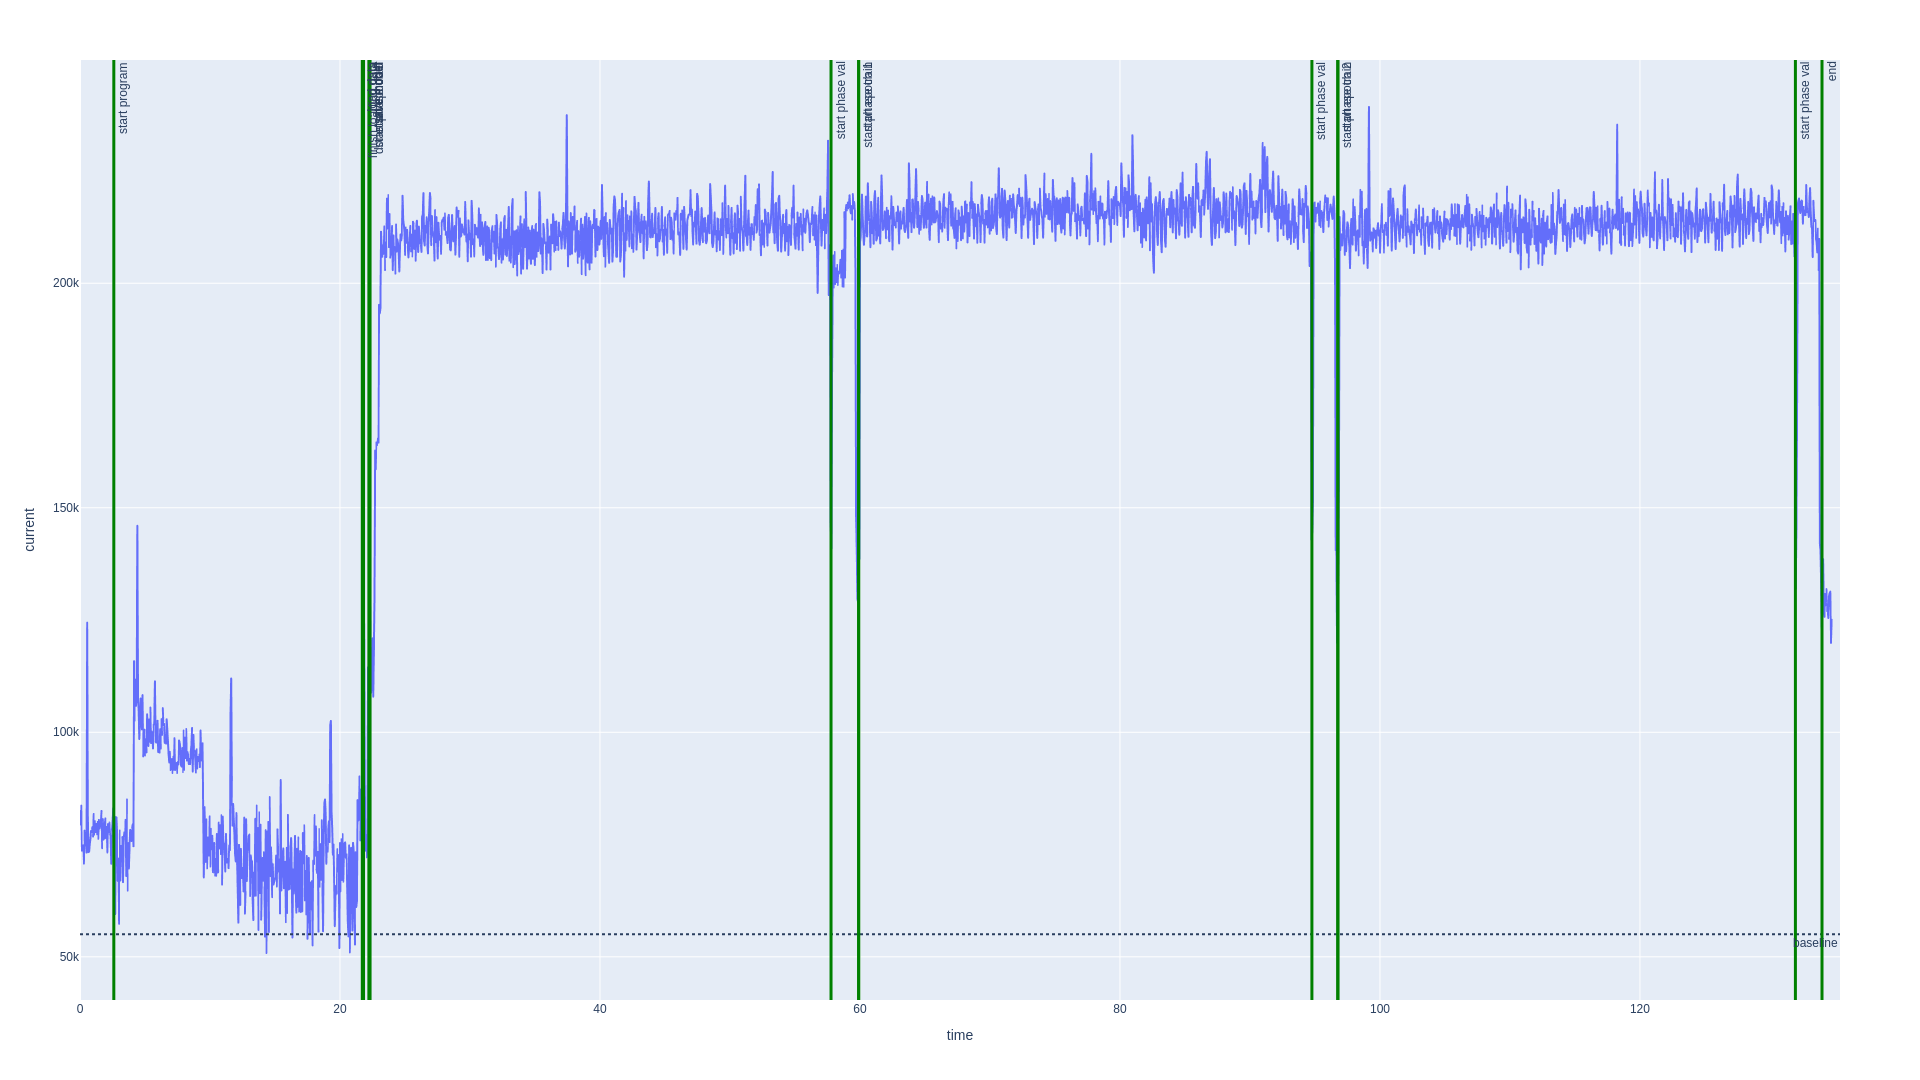 start program
start phase val
start phase val
start phase val
end
200k
150k
100k
50k
current
baseline
0
20
40
60
80
100
120
time